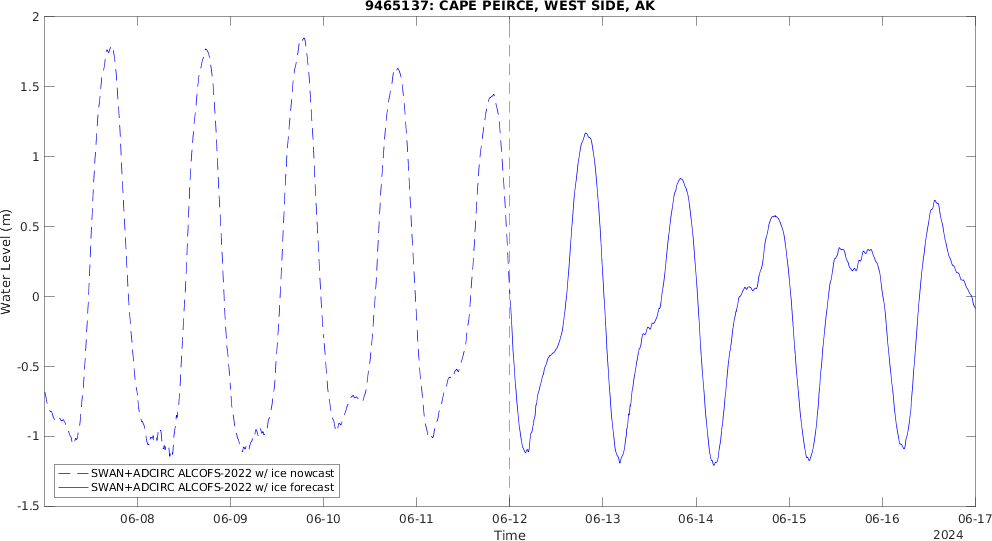 9465137: CAPE PEIRCE, WEST SIDE, AK
2
1.5
1
0.5
0
-0.5
-1
-1.5
Water Level (m)
SWAN+ADCIRC ALCOFS-2022 w/ ice nowcast
SWAN+ADCIRC ALCOFS-2022 w/ ice forecast
06-08 06-09 06-10 06-11 06-12 06-13 06-14 06-15 06-16 06-17
Time
2024